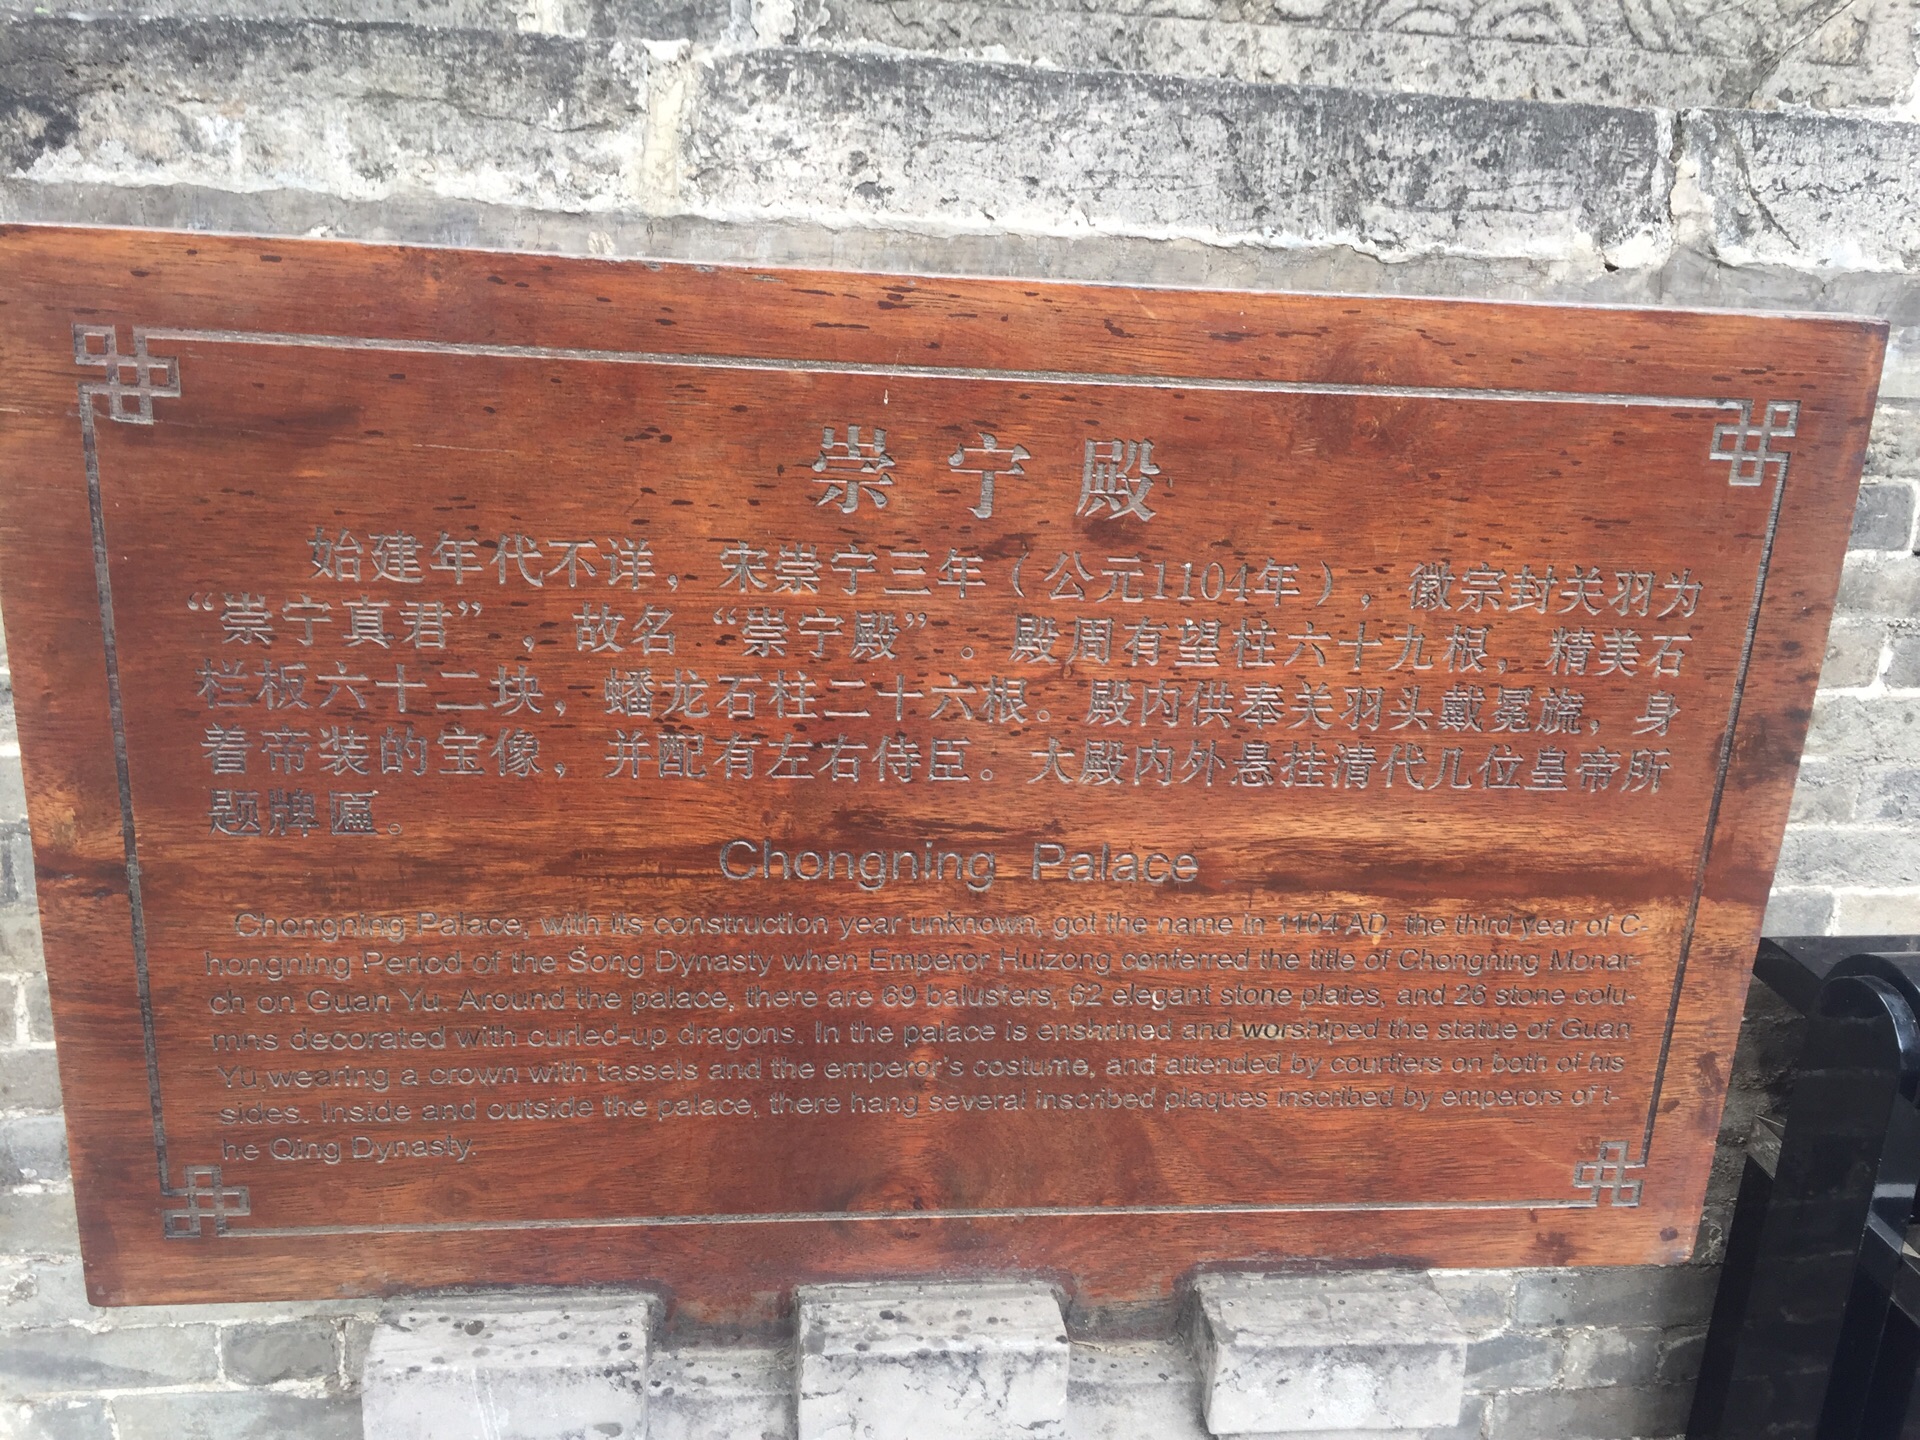 崇宁殿
始建年代不详，宋崇宁三年（公元1104年），徽宗封关羽为
“崇宁真君”，故名“崇宁殿”。殿周有望柱六十九根，精美石
栏板六十二块，蟠龙石柱二十六根。殿内供奉关羽头戴冕旒，身
着帝装的宝像，并配有左右侍臣。大殿内外悬挂清代几位皇帝所
题牌匾。
Chongning Palace
Chongning Palace, with its construction year unknown, got the name in 1104 AD, the third year of C-
hongning Period of the Song Dynasty when Emperor Huizong conferred the title of Chongning Monar-
ch on Guan Yu. Around the palace, there are 69 balusters, 62 elegant stone plates, and 26 stone colu-
mns decorated with curled-up dragons. In the palace is enshrined and worshiped the statue of Guan
Yu,wearing a crown with tassels and the emperor's costume, and attended by courtiers on both of his
sides. Inside and outside the palace, there hang several inscribed plaques inscribed by emperors of t-
he Qing Dynasty.